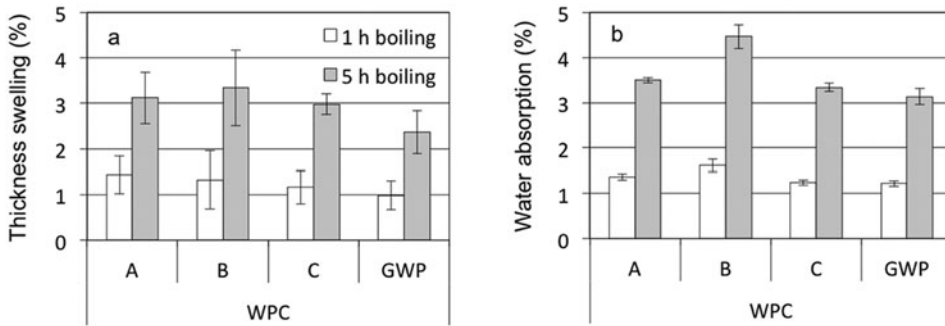 Thickness swelling (%)
5
4
3
2
1
0
a
1 h boiling
5 h boiling
A
B
C
GWP
WPC
Water absorption (%)
5
4
3
2
1
0
b
A
B
C
GWP
WPC